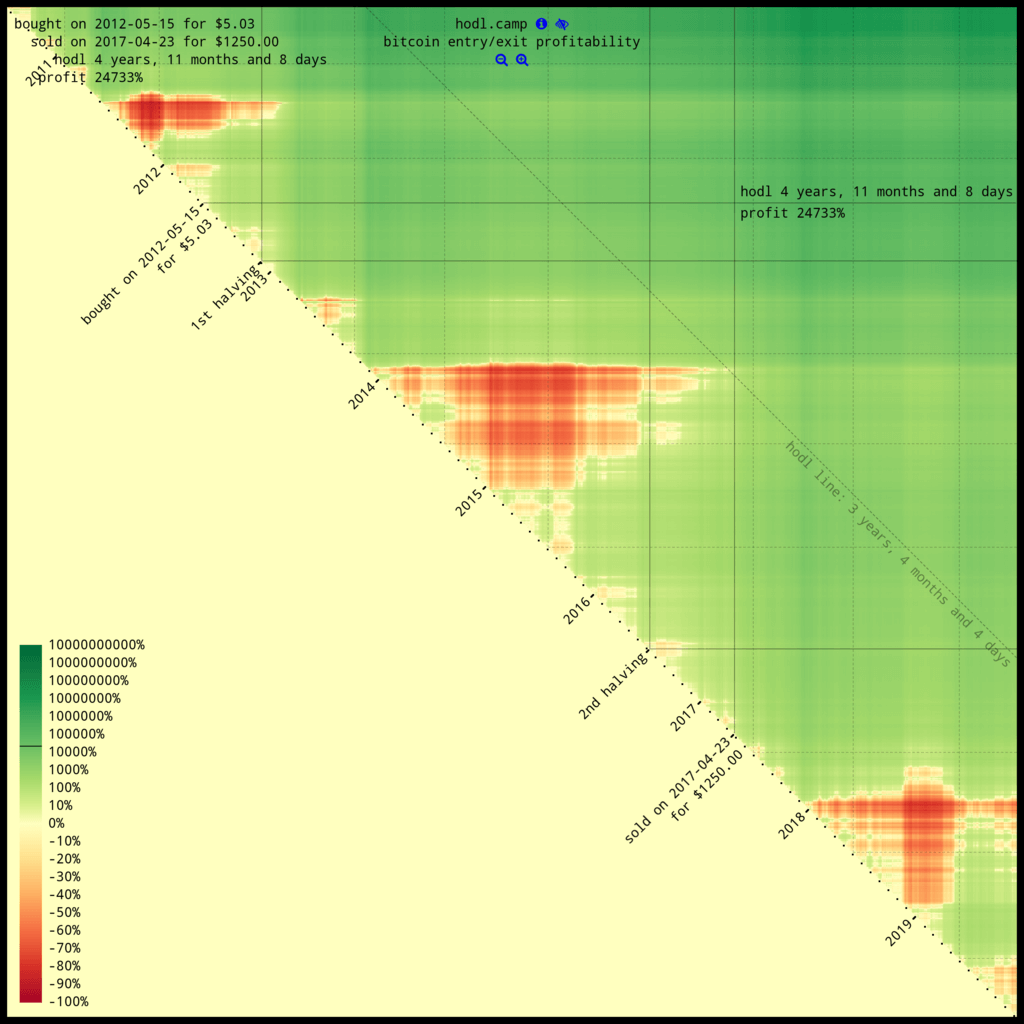 bought on 2012-05-15 for $5.03
sold on 2017-04-23 for $1250.00
hodl 4 years, 11 months and 8 days
profit 24733%
hodl.camp
bitcoin entry/exit profitability
2011
hodl 4 years, 11 months and 8 days
profit 24733%
2012
bought on 2012-05-15
for $5.03
1st halving
2013
2014
hodl line: 3 years, 4 months and 4 days
2015
2016
2nd halving
2017
sold on 2017-04-23
for $1250.00
2018
2019
10000000000%
1000000000%
100000000%
10000000%
1000000%
100000%
10000%
1000%
100%
10%
0%
-10%
-20%
-30%
-40%
-50%
-60%
-70%
-80%
-90%
-100%